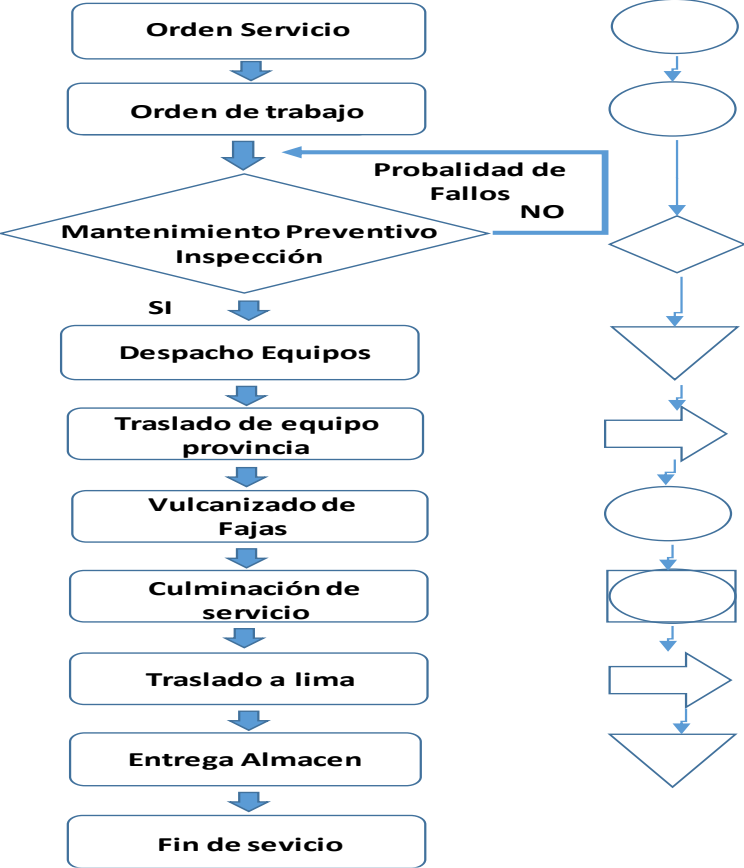 Orden Servicio
Orden de trabajo
Probalidad de
Fallos
NO
Mantenimiento Preventivo
Inspección
SI
Despacho Equipos
Traslado de equipo
provincia
Vulcanizado de
Fajas
Culminación de
servicio
Traslado a lima
Entrega Almacen
Fin de sevicio